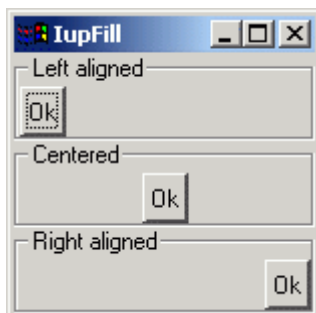 IupFill
Left aligned
Ok
Centered
Ok
Right aligned
Ok